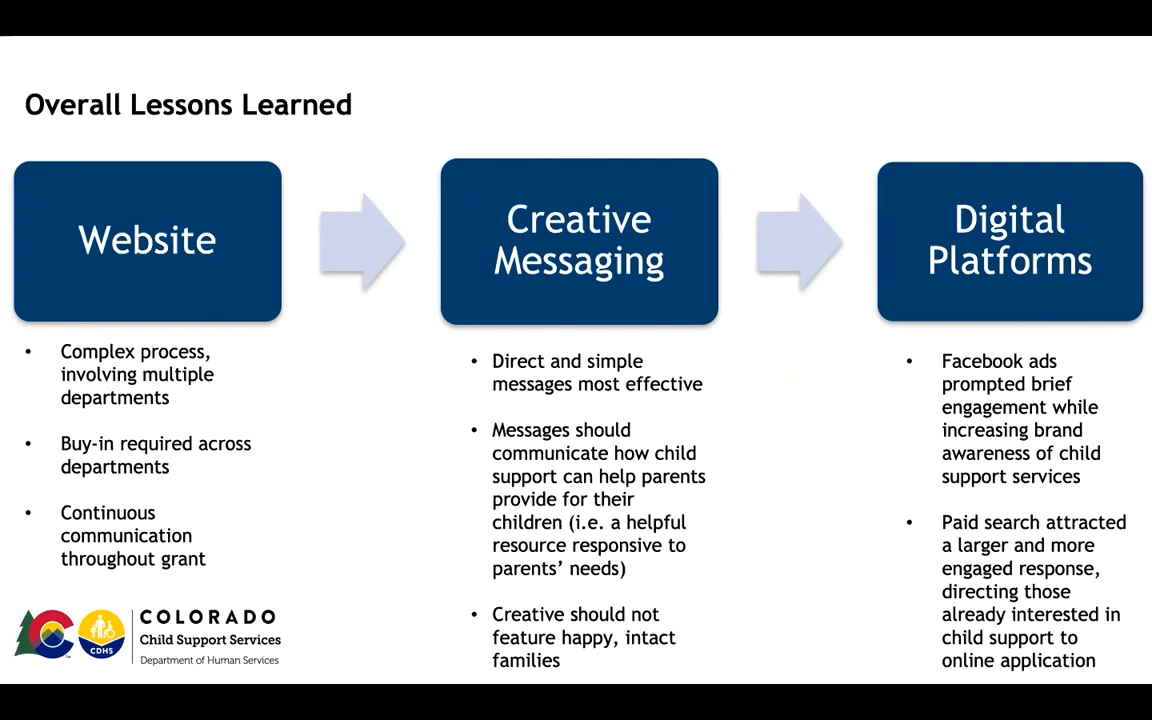 Overall Lessons Learned
Website
• Complex process,
involving multiple
departments
• Buy-in required across
departments
• Continuous
communication
throughout grant
Creative
Messaging
• Direct and simple
messages most effective
• Messages should
communicate how child
support can help parents
provide for their
children (i.e. a helpful
resource responsive to
parents’ needs)
• Creative should not
feature happy, intact
families
Digital
Platforms
• Facebook ads
prompted brief
engagement while
increasing brand
awareness of child
support services
• Paid search attracted
a larger and more
engaged response,
directing those
already interested in
child support to
online application
CDHS
COLORADO
Child Support Services
Department of Human Services